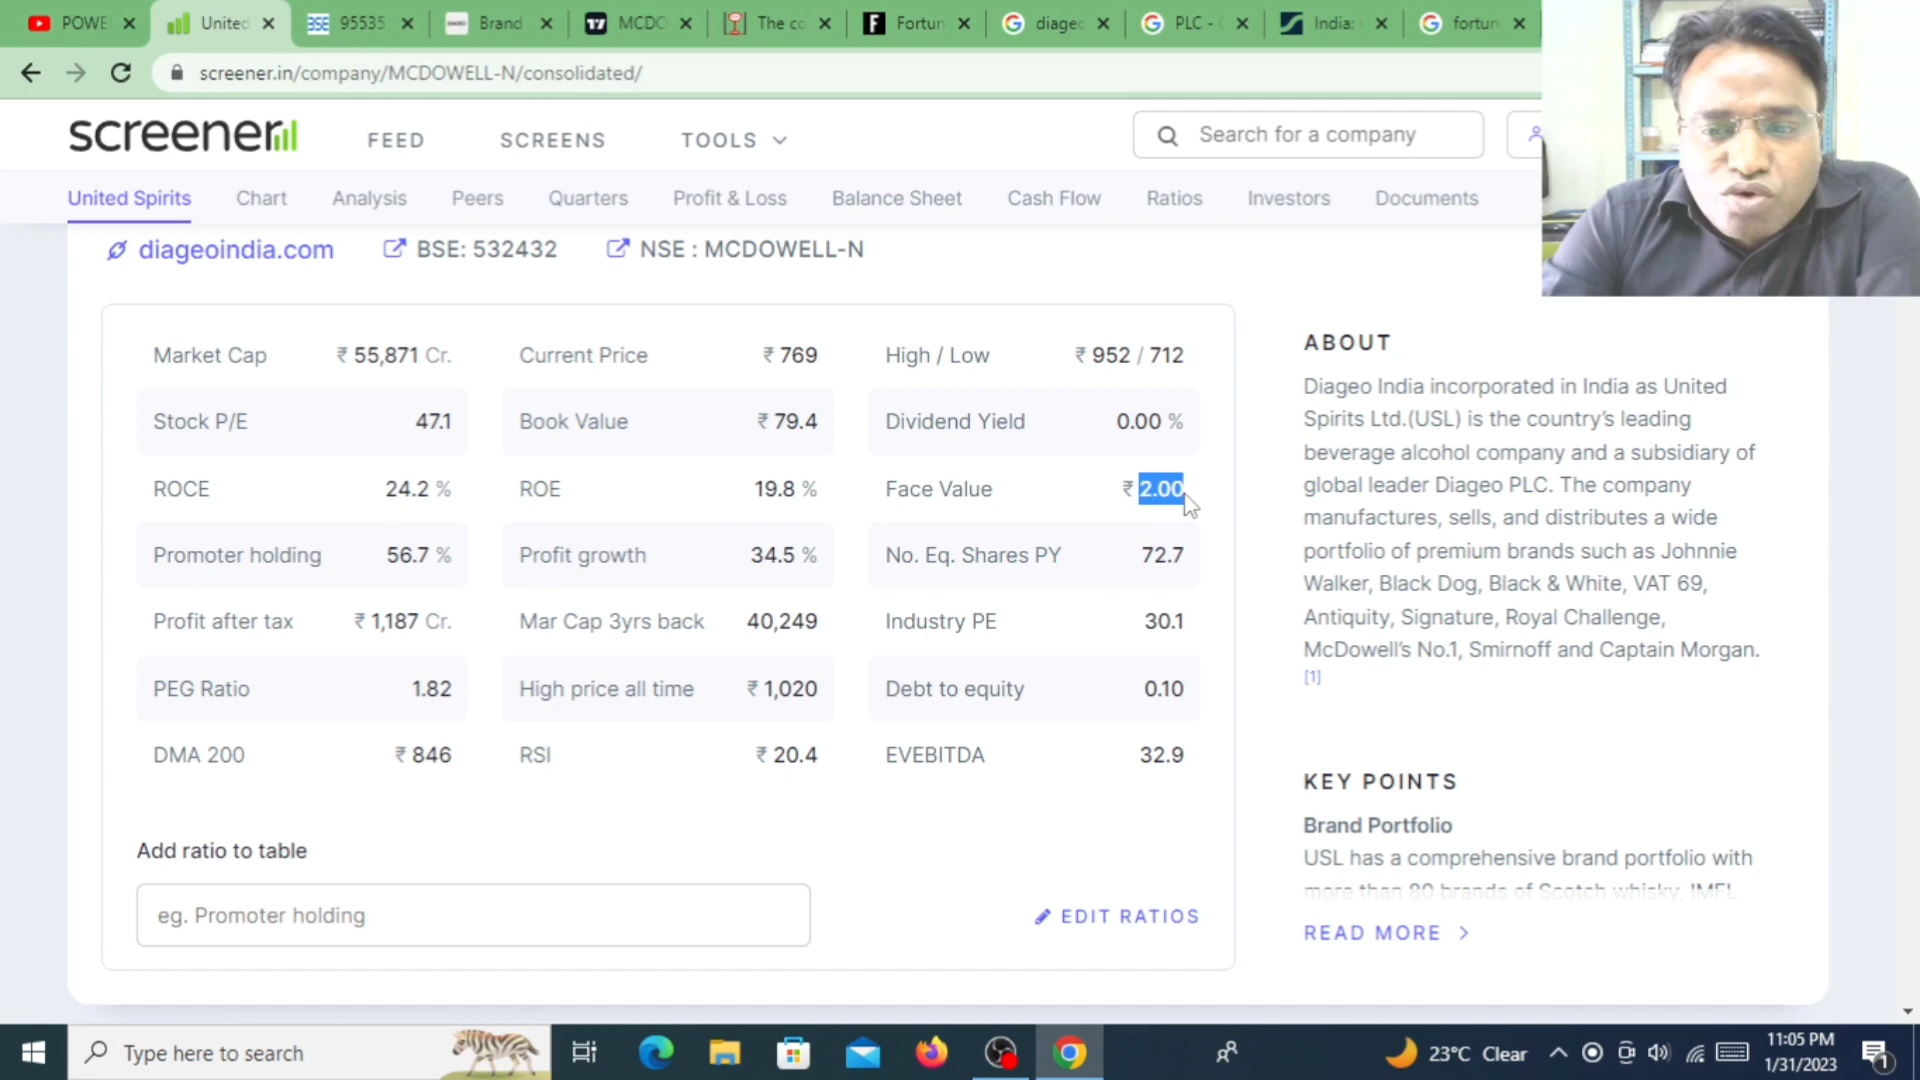 POWE
United
BSE
95535
Brand
MCDO
The co
Fortun
diageo
PLC -
India:
fortun
screener.in/company/MCDOWELL-N/consolidated/
screener
FEED
SCREENS
TOOLS
Search for a company
United Spirits
Chart
Analysis
Peers
Quarters
Profit & Loss
Balance Sheet
Cash Flow
Ratios
Investors
Documents
diageoindia.com
BSE: 532432
NSE : MCDOWELL-N
Market Cap ₹ 55,871 Cr.
Current Price ₹ 769
High / Low ₹ 952 / 712
Stock P/E 47.1
Book Value ₹ 79.4
Dividend Yield 0.00 %
ROCE 24.2 %
ROE 19.8 %
Face Value ₹ 2.00
Promoter holding 56.7 %
Profit growth 34.5 %
No. Eq. Shares PY 72.7
Profit after tax ₹ 1,187 Cr.
Mar Cap 3yrs back 40,249
Industry PE 30.1
PEG Ratio 1.82
High price all time ₹ 1,020
Debt to equity 0.10
DMA 200 ₹ 846
RSI ₹ 20.4
EVEBITDA 32.9
Add ratio to table
eg. Promoter holding
EDIT RATIOS
ABOUT
Diageo India incorporated in India as United
Spirits Ltd.(USL) is the country's leading
beverage alcohol company and a subsidiary of
global leader Diageo PLC. The company
manufactures, sells, and distributes a wide
portfolio of premium brands such as Johnnie
Walker, Black Dog, Black & White, VAT 69,
Antiquity, Signature, Royal Challenge,
McDowell's No.1, Smirnoff and Captain Morgan.
[1]
KEY POINTS
Brand Portfolio
USL has a comprehensive brand portfolio with
more than 80 brands of Scotch whisky, IMFL
READ MORE
Type here to search
23°C Clear
11:05 PM
1/31/2023
1